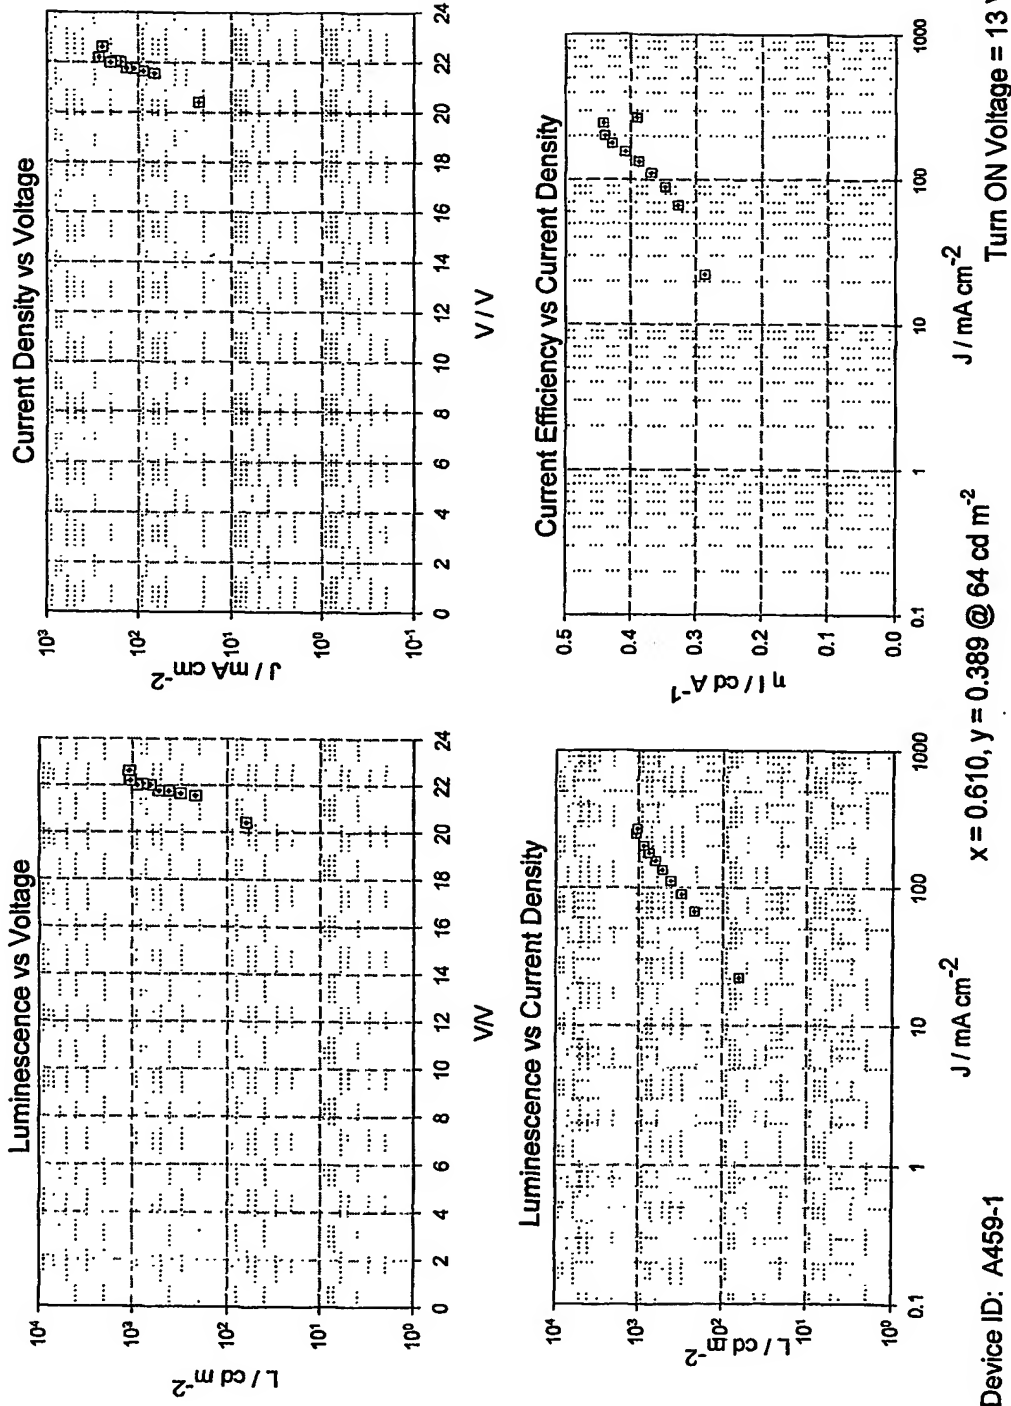 Luminescence vs Voltage
10⁴
10³
10²
10¹
10⁰
L / cd m⁻²
0 2 4 6 8 10 12 14 16 18 20 22 24
V/V
Current Density vs Voltage
10³
10²
10¹
10⁰
10⁻¹
J / mA cm⁻²
0 2 4 6 8 10 12 14 16 18 20 22 24
V / V
Luminescence vs Current Density
10⁴
10³
10²
10¹
10⁰
L / cd m⁻²
0.1 1 10 100 1000
J / mA cm⁻²
Current Efficiency vs Current Density
0.5
0.4
0.3
0.1
0.1
0.0
η I / cd A⁻¹
0.1 1 10 100 1000
J / mA cm⁻²
Device ID: A459-1
x = 0.610, y = 0.389 @ 64 cd m⁻²
Turn ON Voltage = 13 V